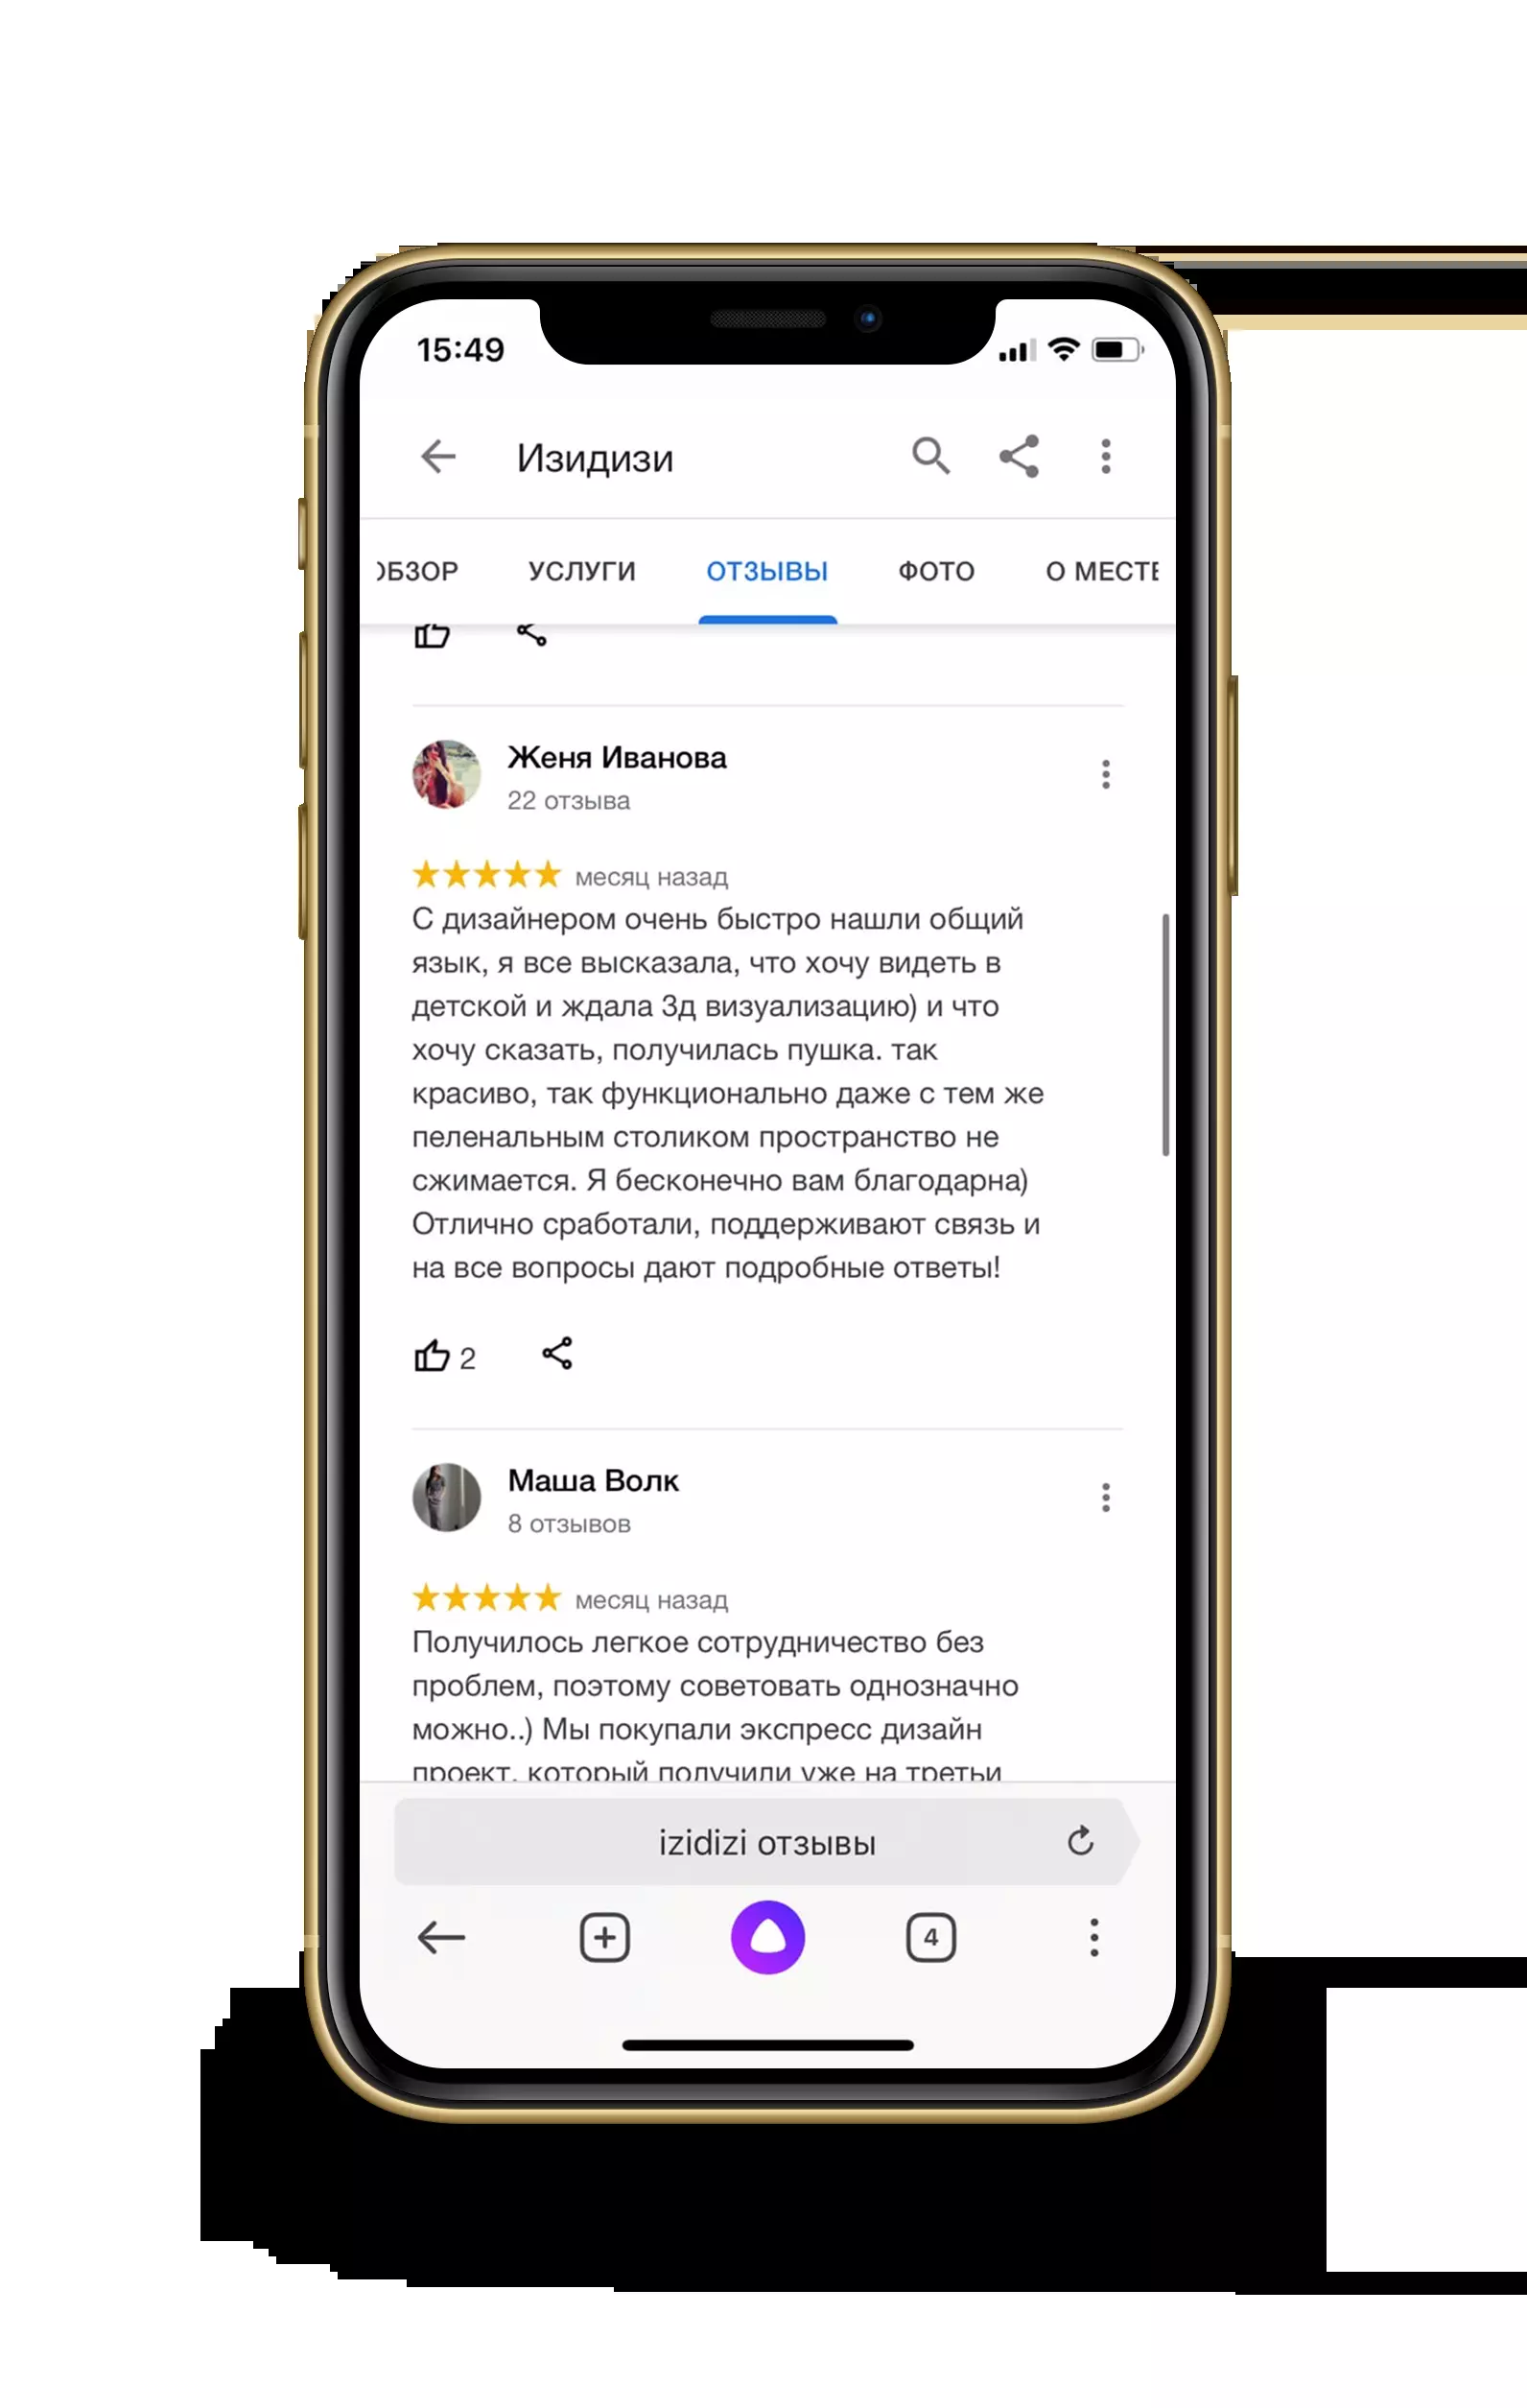 15:49
Изидизи
ОБЗОР УСЛУГИ ОТЗЫВЫ ФОТО О МЕСТЕ
Женя Иванова
22 отзыва
месяц назад
С дизайнером очень быстро нашли общий
язык, я все высказала, что хочу видеть в
детской и ждала 3д визуализацию) и что
хочу сказать, получилась пушка. так
красиво, так функционально даже с тем же
пеленальным столиком пространство не
сжимается. Я бесконечно вам благодарна)
Отлично сработали, поддерживают связь и
на все вопросы дают подробные ответы!
2
Маша Волк
8 отзывов
месяц назад
Получилось легкое сотрудничество без
проблем, поэтому советовать однозначно
можно..) Мы покупали экспресс дизайн
проект, который получили уже на третьи
izidizi отзывы
4